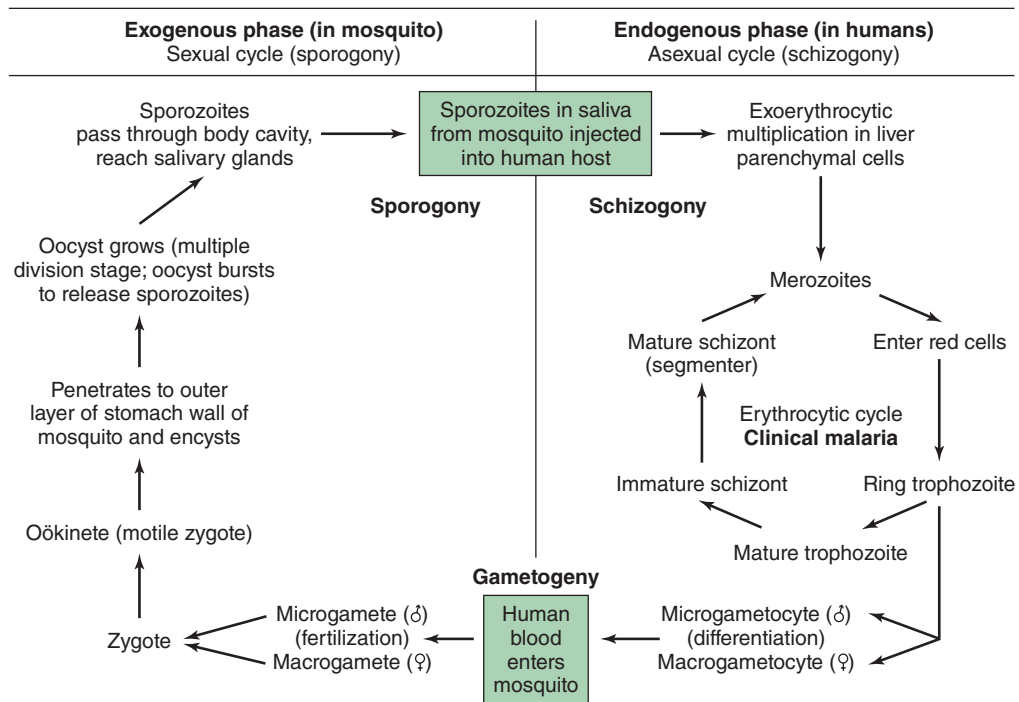 Exogenous phase (in mosquito)
Sexual cycle (sporogony)
Endogenous phase (in humans)
Asexual cycle (schizogony)
Sporozoites
pass through body cavity,
reach salivary glands
Sporozoites in saliva
from mosquito injected
into human host
Exoerythrocytic
multiplication in liver
parenchymal cells
Sporogony
Schizogony
Oocyst grows (multiple
division stage; oocyst bursts
to release sporozoites)
Merozoites
Mature schizont
(segmenter)
Enter red cells
Penetrates to outer
layer of stomach wall of
mosquito and encysts
Erythrocytic cycle
Clinical malaria
Immature schizont
Ring trophozoite
Oökinete (motile zygote)
Mature trophozoite
Gametogeny
Zygote
Microgamete (♂)
(fertilization)
Macrogamete (♀)
Human
blood
enters
mosquito
Microgametocyte (♂)
(differentiation)
Macrogametocyte (♀)